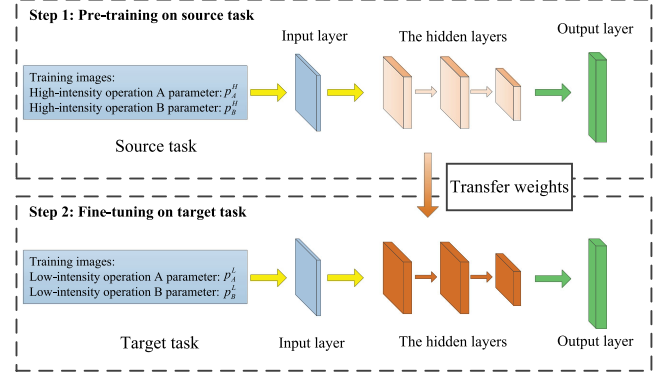 Step 1: Pre-training on source task
Input layer
The hidden layers
Output layer
Training images:
High-intensity operation A parameter: p_A^H
High-intensity operation B parameter: p_B^H
Source task
Transfer weights
Step 2: Fine-tuning on target task
Training images:
Low-intensity operation A parameter: p_A^L
Low-intensity operation B parameter: p_B^L
Target task
Input layer
The hidden layers
Output layer